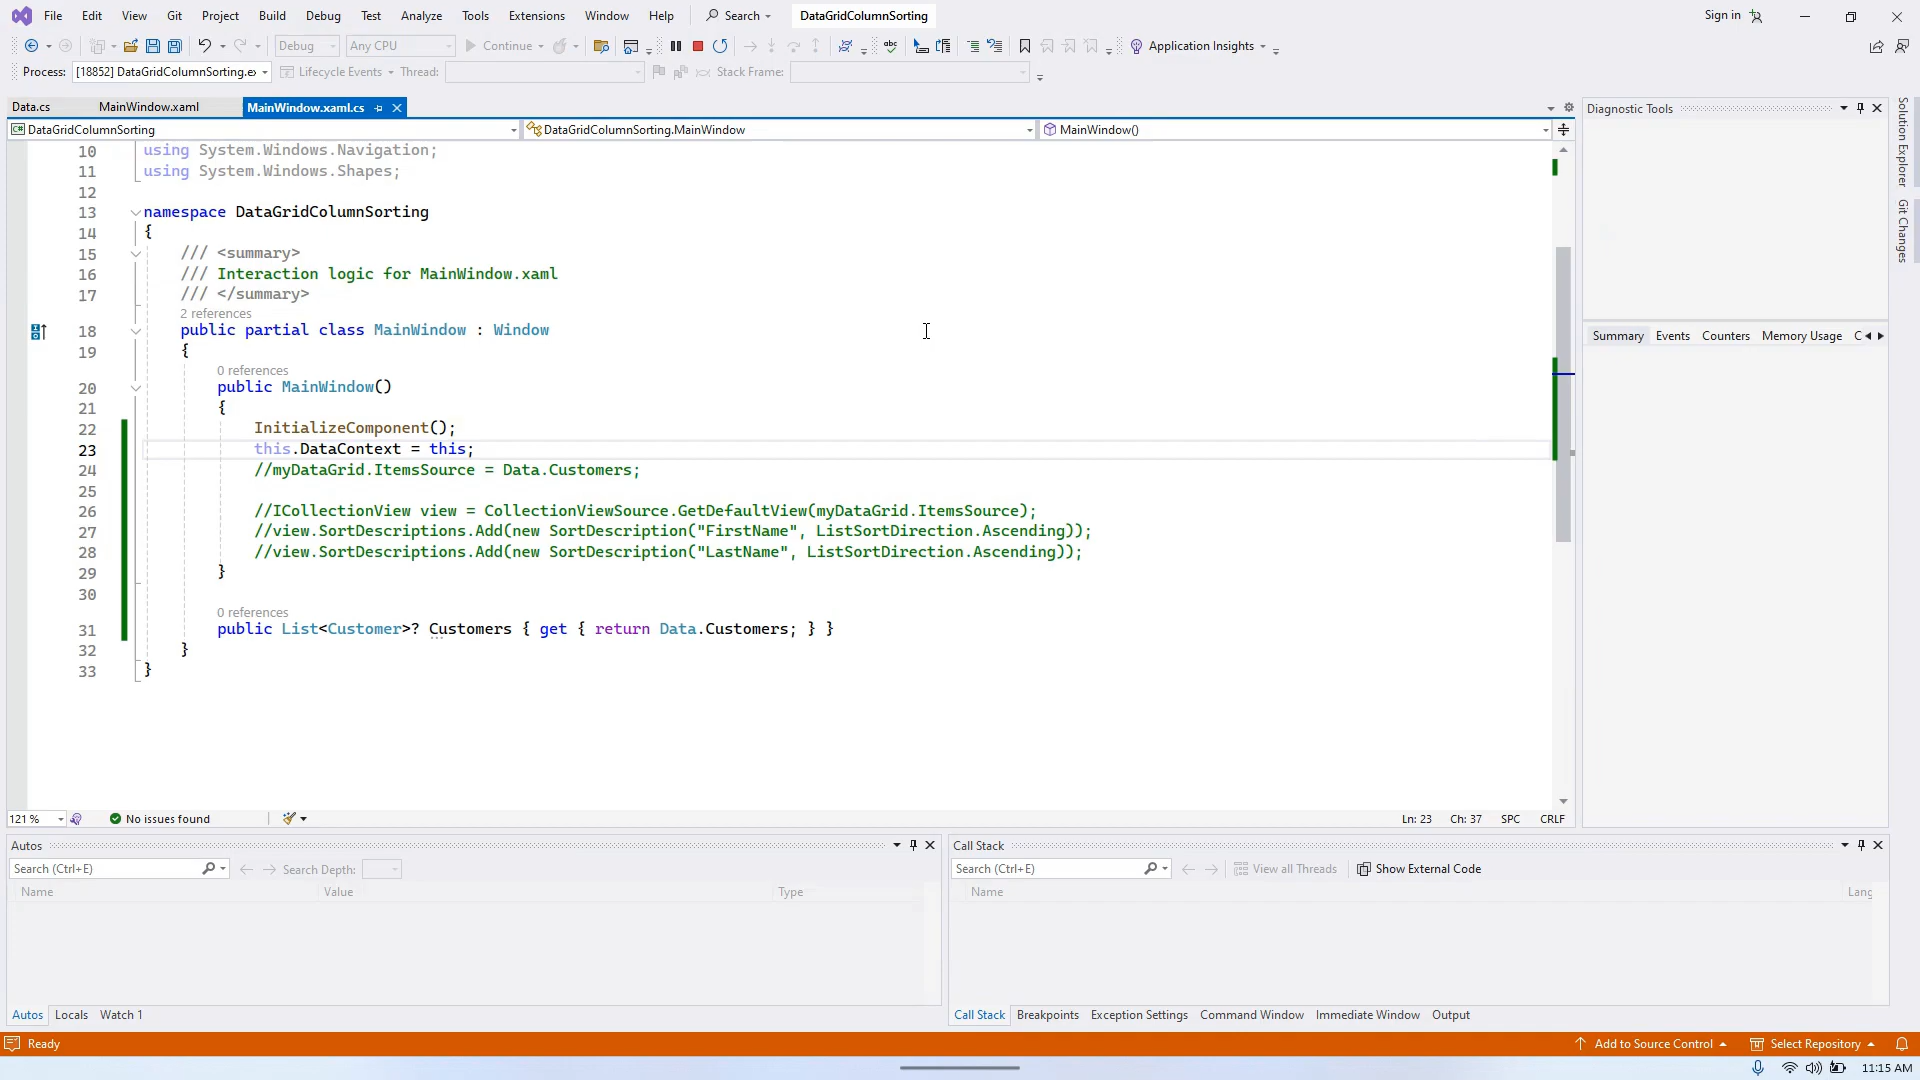 File Edit View Git Project Build Debug Test Analyze Tools Extensions Window Help Search DataGridColumnSorting Sign in
Debug Any CPU Continue Application Insights
Process: [18852] DataGridColumnSorting.ex Lifecycle Events Thread: Stack Frame:
Data.cs MainWindow.xaml MainWindow.xaml.cs
DataGridColumnSorting DataGridColumnSorting.MainWindow MainWindow()
10 using System.Windows.Navigation;
11 using System.Windows.Shapes;
12
13 namespace DataGridColumnSorting
14 {
15 /// <summary>
16 /// Interaction logic for MainWindow.xaml
17 /// </summary>
2 references
18 public partial class MainWindow : Window
19 {
0 references
20 public MainWindow()
21 {
22 InitializeComponent();
23 this.DataContext = this;
24 //myDataGrid.ItemsSource = Data.Customers;
25
26 //ICollectionView view = CollectionViewSource.GetDefaultView(myDataGrid.ItemsSource);
27 //view.SortDescriptions.Add(new SortDescription("FirstName", ListSortDirection.Ascending));
28 //view.SortDescriptions.Add(new SortDescription("LastName", ListSortDirection.Ascending));
29 }
30
0 references
31 public List<Customer>? Customers { get { return Data.Customers; } }
32 }
33 }
121 % No issues found Ln: 23 Ch: 37 SPC CRLF
Diagnostic Tools
Summary Events Counters Memory Usage C
Solution Explorer
Git Changes
Autos
Search (Ctrl+E) Search Depth:
Name Value Type
Autos Locals Watch 1
Call Stack
Search (Ctrl+E) View all Threads Show External Code
Name Lang
Call Stack Breakpoints Exception Settings Command Window Immediate Window Output
Ready Add to Source Control Select Repository
11:15 AM